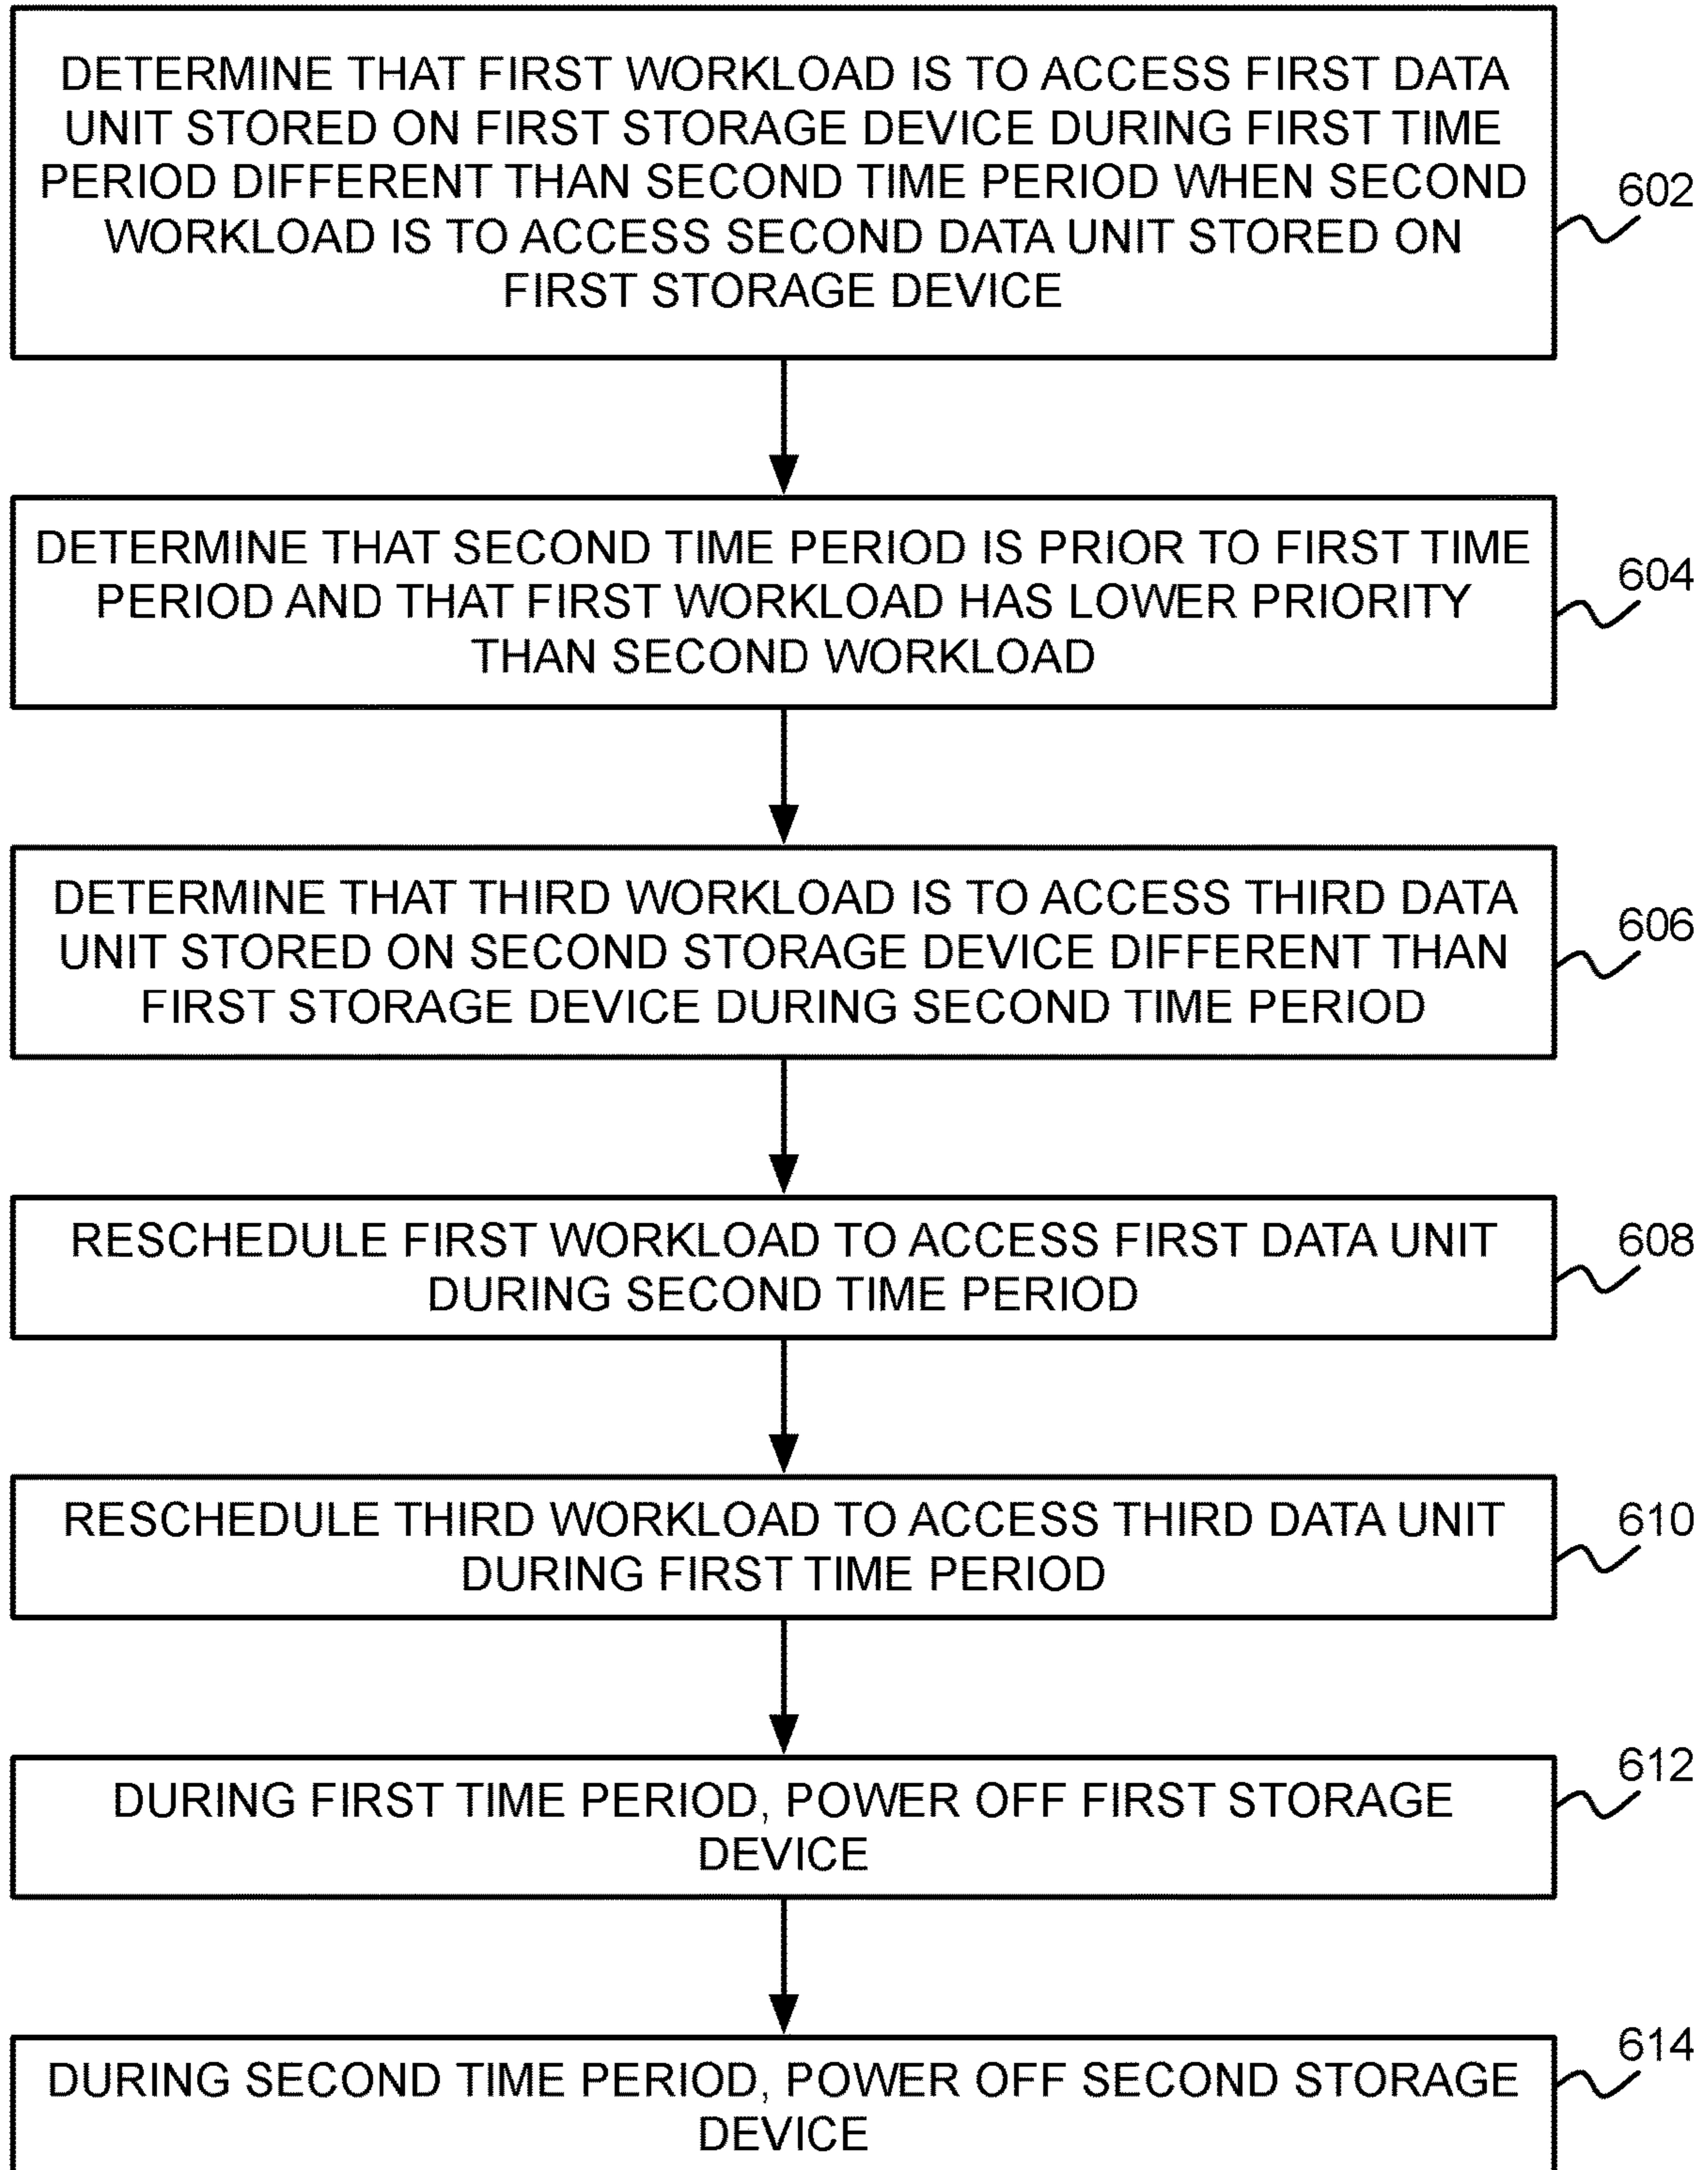 DETERMINE THAT FIRST WORKLOAD IS TO ACCESS FIRST DATA
UNIT STORED ON FIRST STORAGE DEVICE DURING FIRST TIME
PERIOD DIFFERENT THAN SECOND TIME PERIOD WHEN SECOND
WORKLOAD IS TO ACCESS SECOND DATA UNIT STORED ON
FIRST STORAGE DEVICE
602
DETERMINE THAT SECOND TIME PERIOD IS PRIOR TO FIRST TIME
PERIOD AND THAT FIRST WORKLOAD HAS LOWER PRIORITY
THAN SECOND WORKLOAD
604
DETERMINE THAT THIRD WORKLOAD IS TO ACCESS THIRD DATA
UNIT STORED ON SECOND STORAGE DEVICE DIFFERENT THAN
FIRST STORAGE DEVICE DURING SECOND TIME PERIOD
606
RESCHEDULE FIRST WORKLOAD TO ACCESS FIRST DATA UNIT
DURING SECOND TIME PERIOD
608
RESCHEDULE THIRD WORKLOAD TO ACCESS THIRD DATA UNIT
DURING FIRST TIME PERIOD
610
DURING FIRST TIME PERIOD, POWER OFF FIRST STORAGE
DEVICE
612
DURING SECOND TIME PERIOD, POWER OFF SECOND STORAGE
DEVICE
614